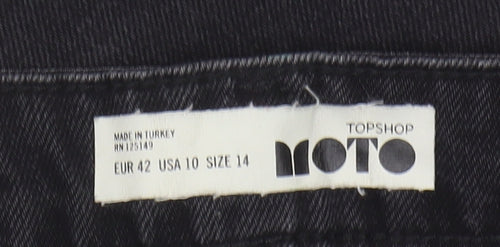 MADE IN TURKEY
RN 125149
EUR 42 USA 10 SIZE 14
TOPSHOP
MOTO